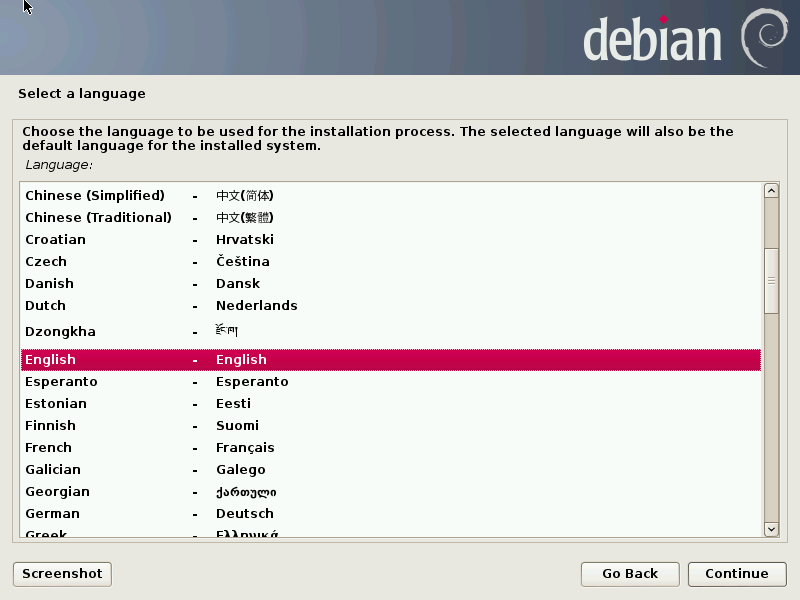 debian
Select a language
Choose the language to be used for the installation process. The selected language will also be the
default language for the installed system.
Language:
Chinese (Simplified) - 中文(简体)
Chinese (Traditional) - 中文(繁體)
Croatian - Hrvatski
Czech - Čeština
Danish - Dansk
Dutch - Nederlands
Dzongkha - རྫོང་ཁ།
English - English
Esperanto - Esperanto
Estonian - Eesti
Finnish - Suomi
French - Français
Galician - Galego
Georgian - ქართული
German - Deutsch
Greek - Ελληνικά
Screenshot Go Back Continue